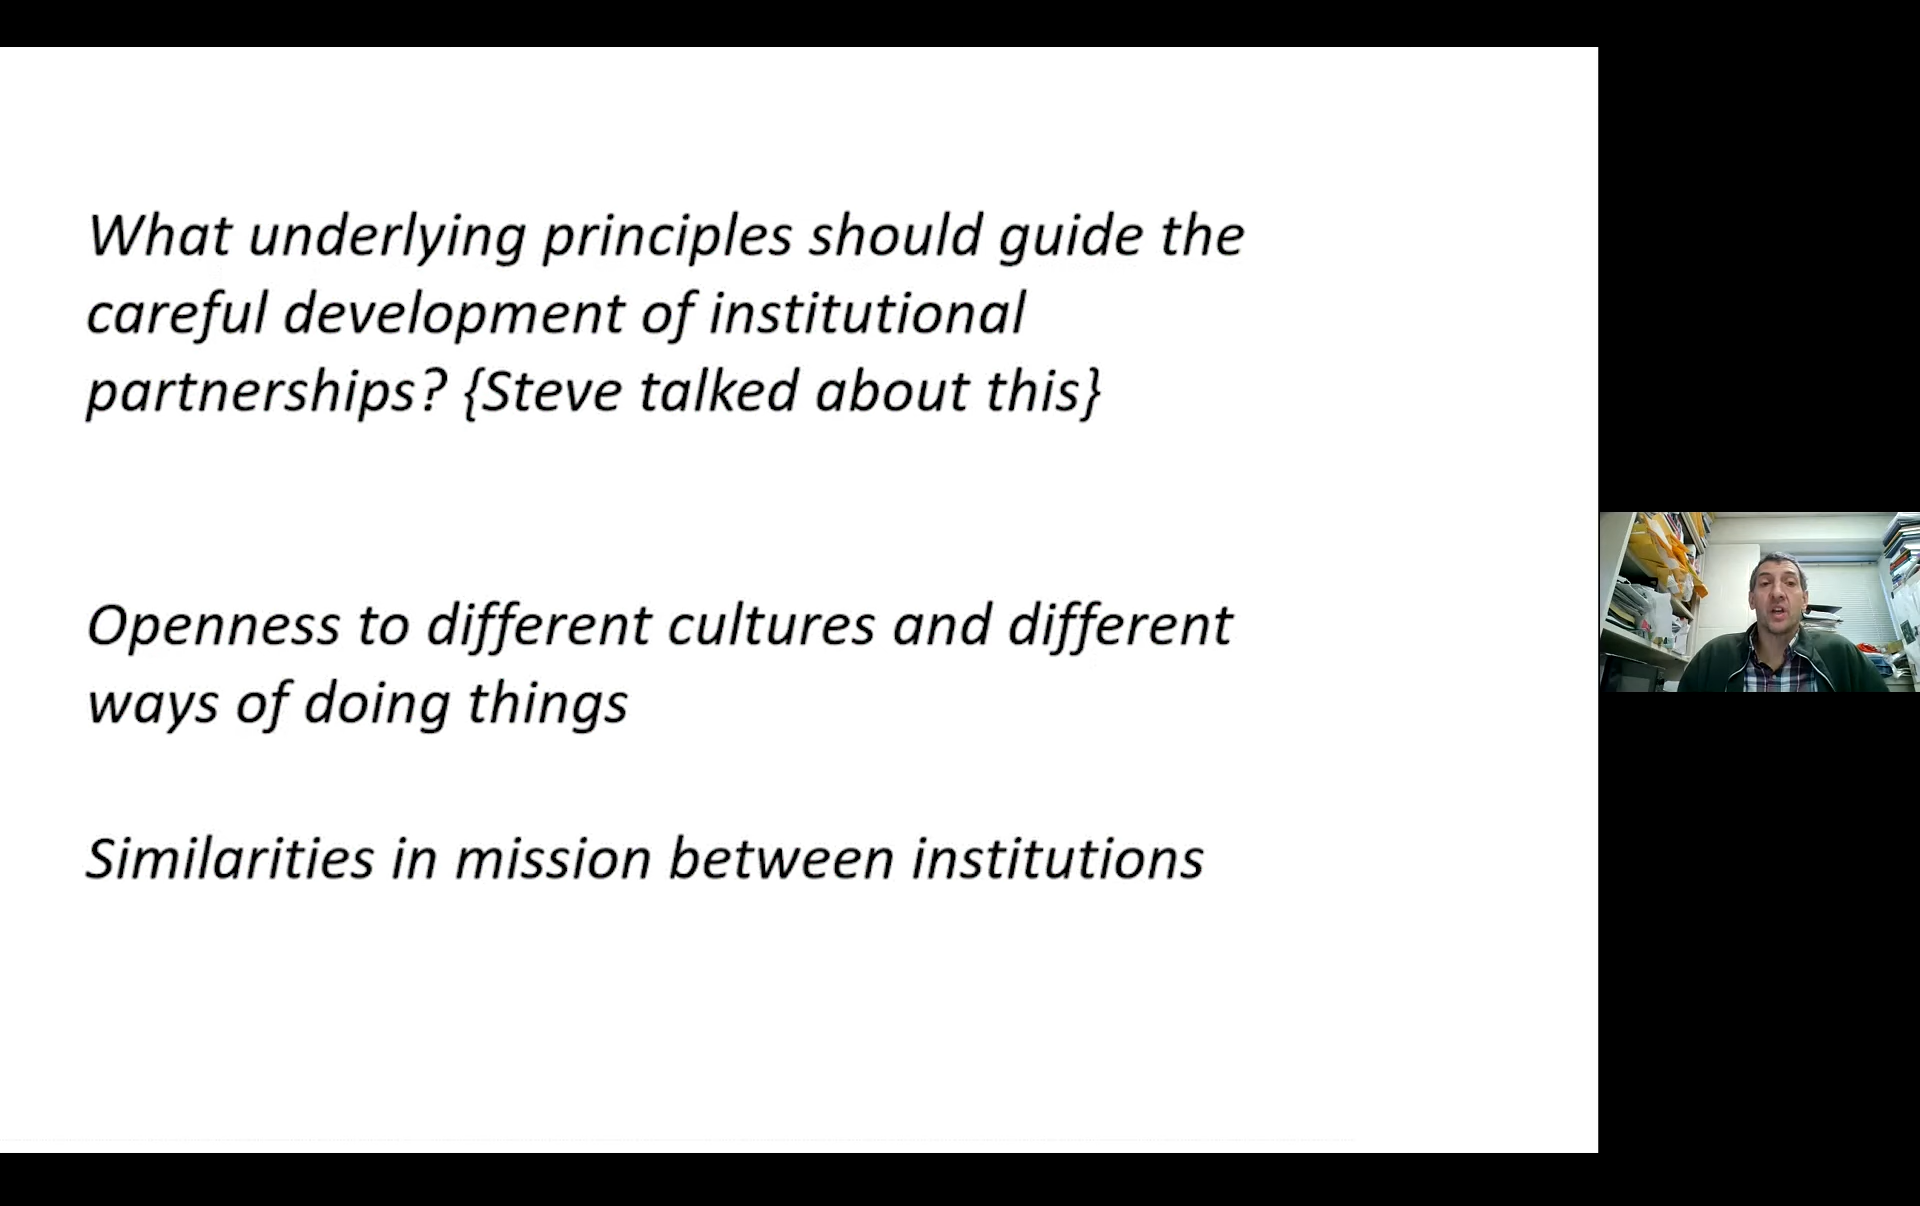 What underlying principles should guide the
careful development of institutional
partnerships? {Steve talked about this}
Openness to different cultures and different
ways of doing things
Similarities in mission between institutions